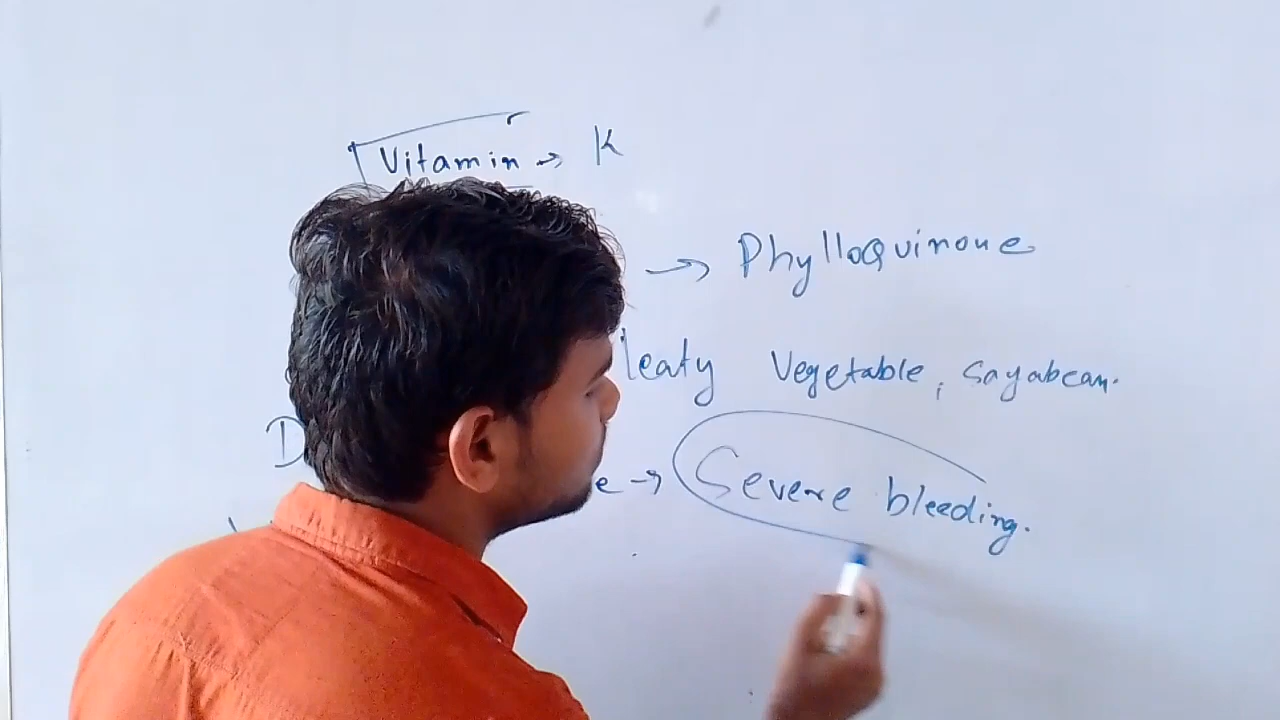 Vitamin → K
→ Phylloquinone
leafy Vegetable, Sayabean.
D e → Severe bleeding.